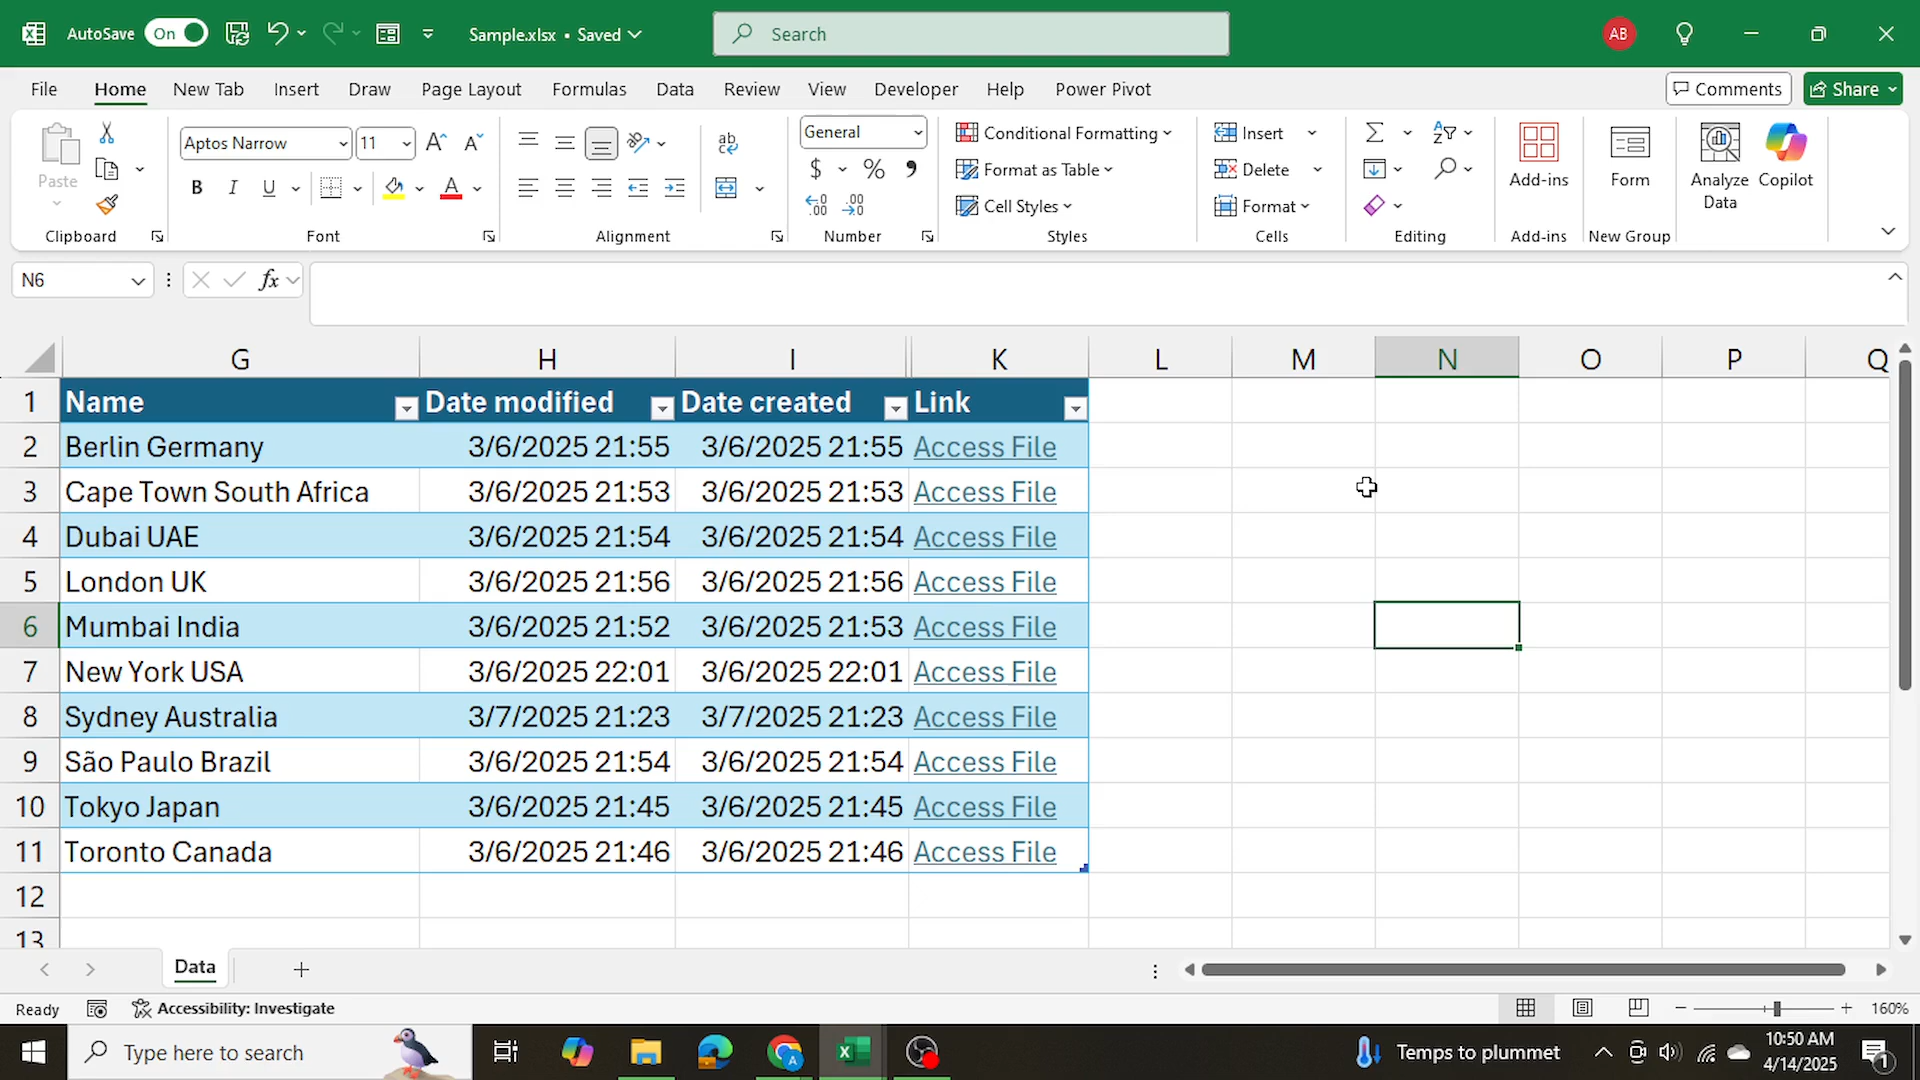 AutoSave On Sample.xlsx • Saved Search AB
File Home New Tab Insert Draw Page Layout Formulas Data Review View Developer Help Power Pivot Comments Share
Paste Aptos Narrow 11 B I U A ab General $ % Conditional Formatting Format as Table Cell Styles Insert Delete Format Add-ins Form Analyze Data Copilot
Clipboard Font Alignment Number Styles Cells Editing Add-ins New Group
N6 fx
G H I K L M N O P Q
1 Name Date modified Date created Link
2 Berlin Germany 3/6/2025 21:55 3/6/2025 21:55 Access File
3 Cape Town South Africa 3/6/2025 21:53 3/6/2025 21:53 Access File
4 Dubai UAE 3/6/2025 21:54 3/6/2025 21:54 Access File
5 London UK 3/6/2025 21:56 3/6/2025 21:56 Access File
6 Mumbai India 3/6/2025 21:52 3/6/2025 21:53 Access File
7 New York USA 3/6/2025 22:01 3/6/2025 22:01 Access File
8 Sydney Australia 3/7/2025 21:23 3/7/2025 21:23 Access File
9 São Paulo Brazil 3/6/2025 21:54 3/6/2025 21:54 Access File
10 Tokyo Japan 3/6/2025 21:45 3/6/2025 21:45 Access File
11 Toronto Canada 3/6/2025 21:46 3/6/2025 21:46 Access File
12
13
Data
Ready Accessibility: Investigate 160%
Type here to search Temps to plummet 10:50 AM
4/14/2025 1